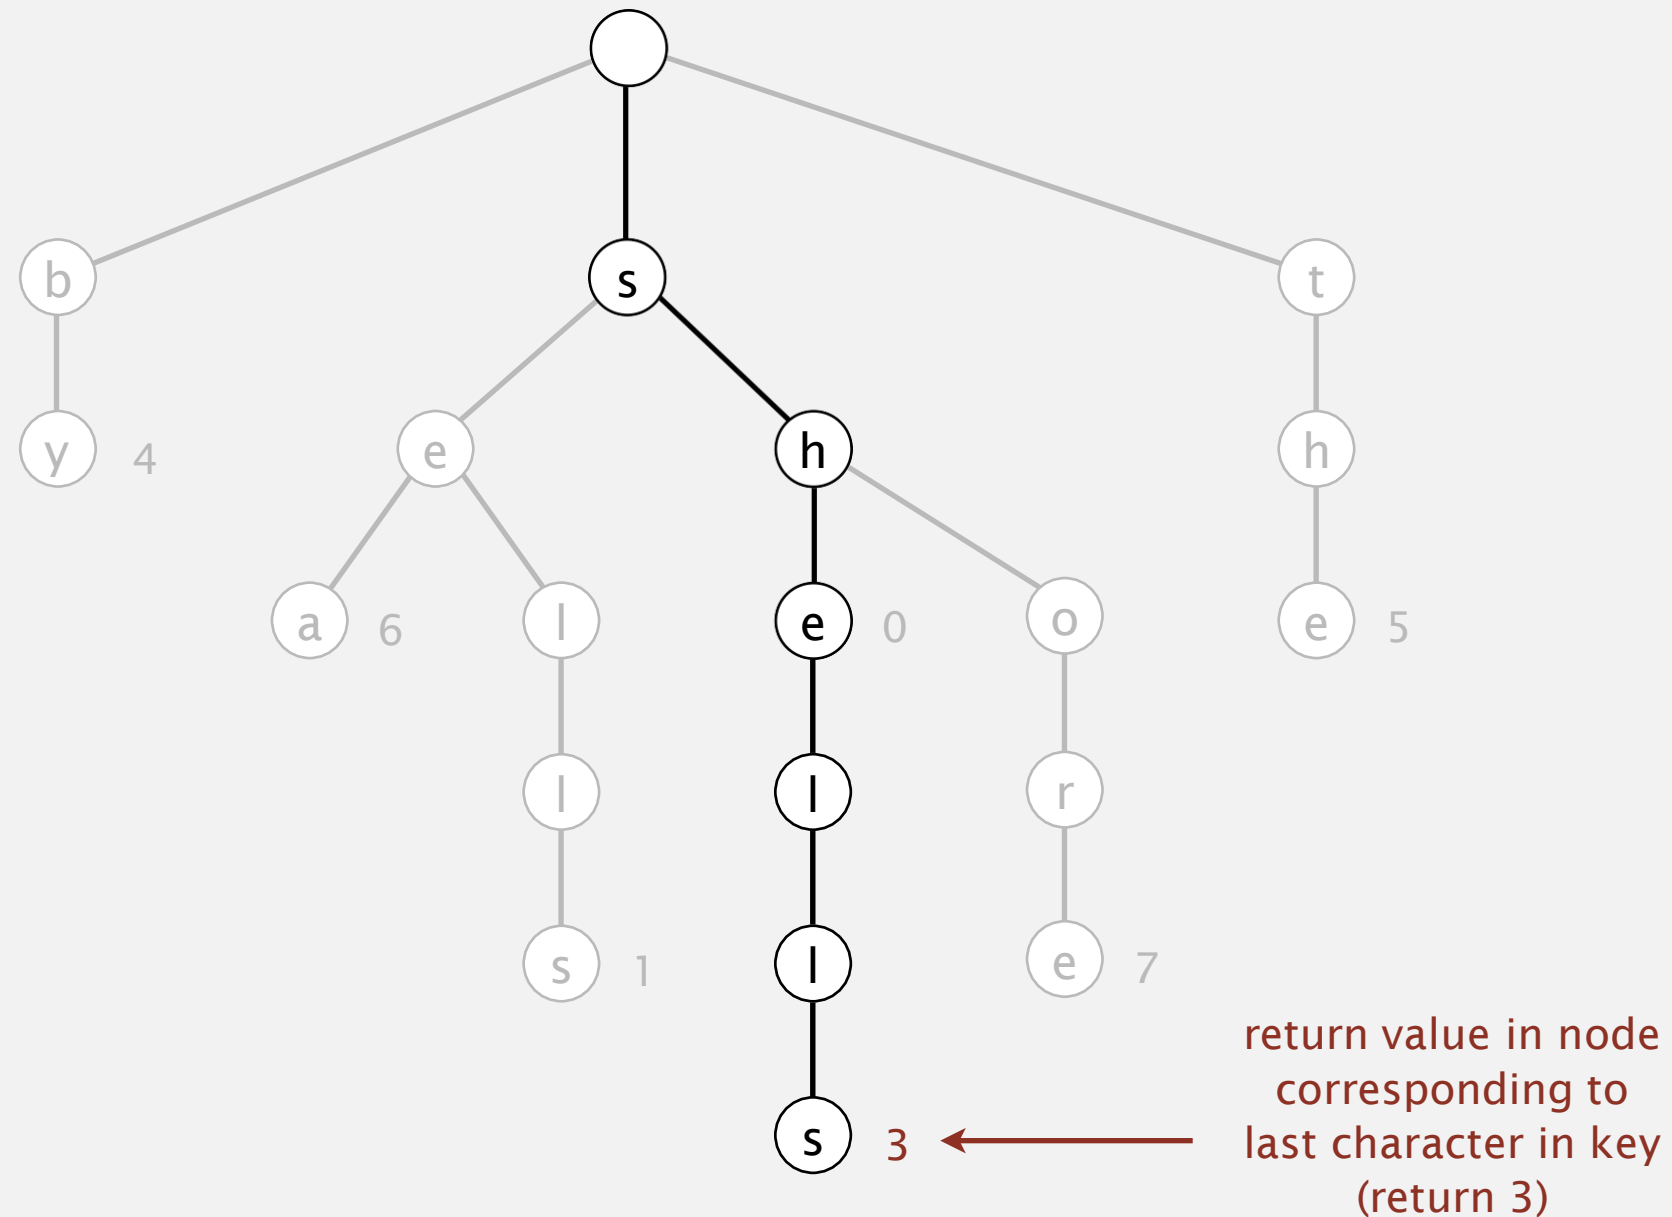 b s t
y 4 e h h
a 6 l e 0 o e 5
l l r
s 1 l e 7
return value in node
corresponding to
s 3 last character in key
(return 3)